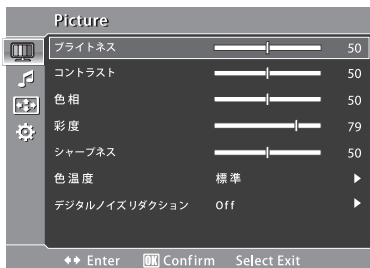 Picture
ブライトネス 50
コントラスト 50
色相 50
彩度 79
シャープネス 50
色温度 標準
デジタルノイズリダクション Off
Enter OK Confirm Select Exit